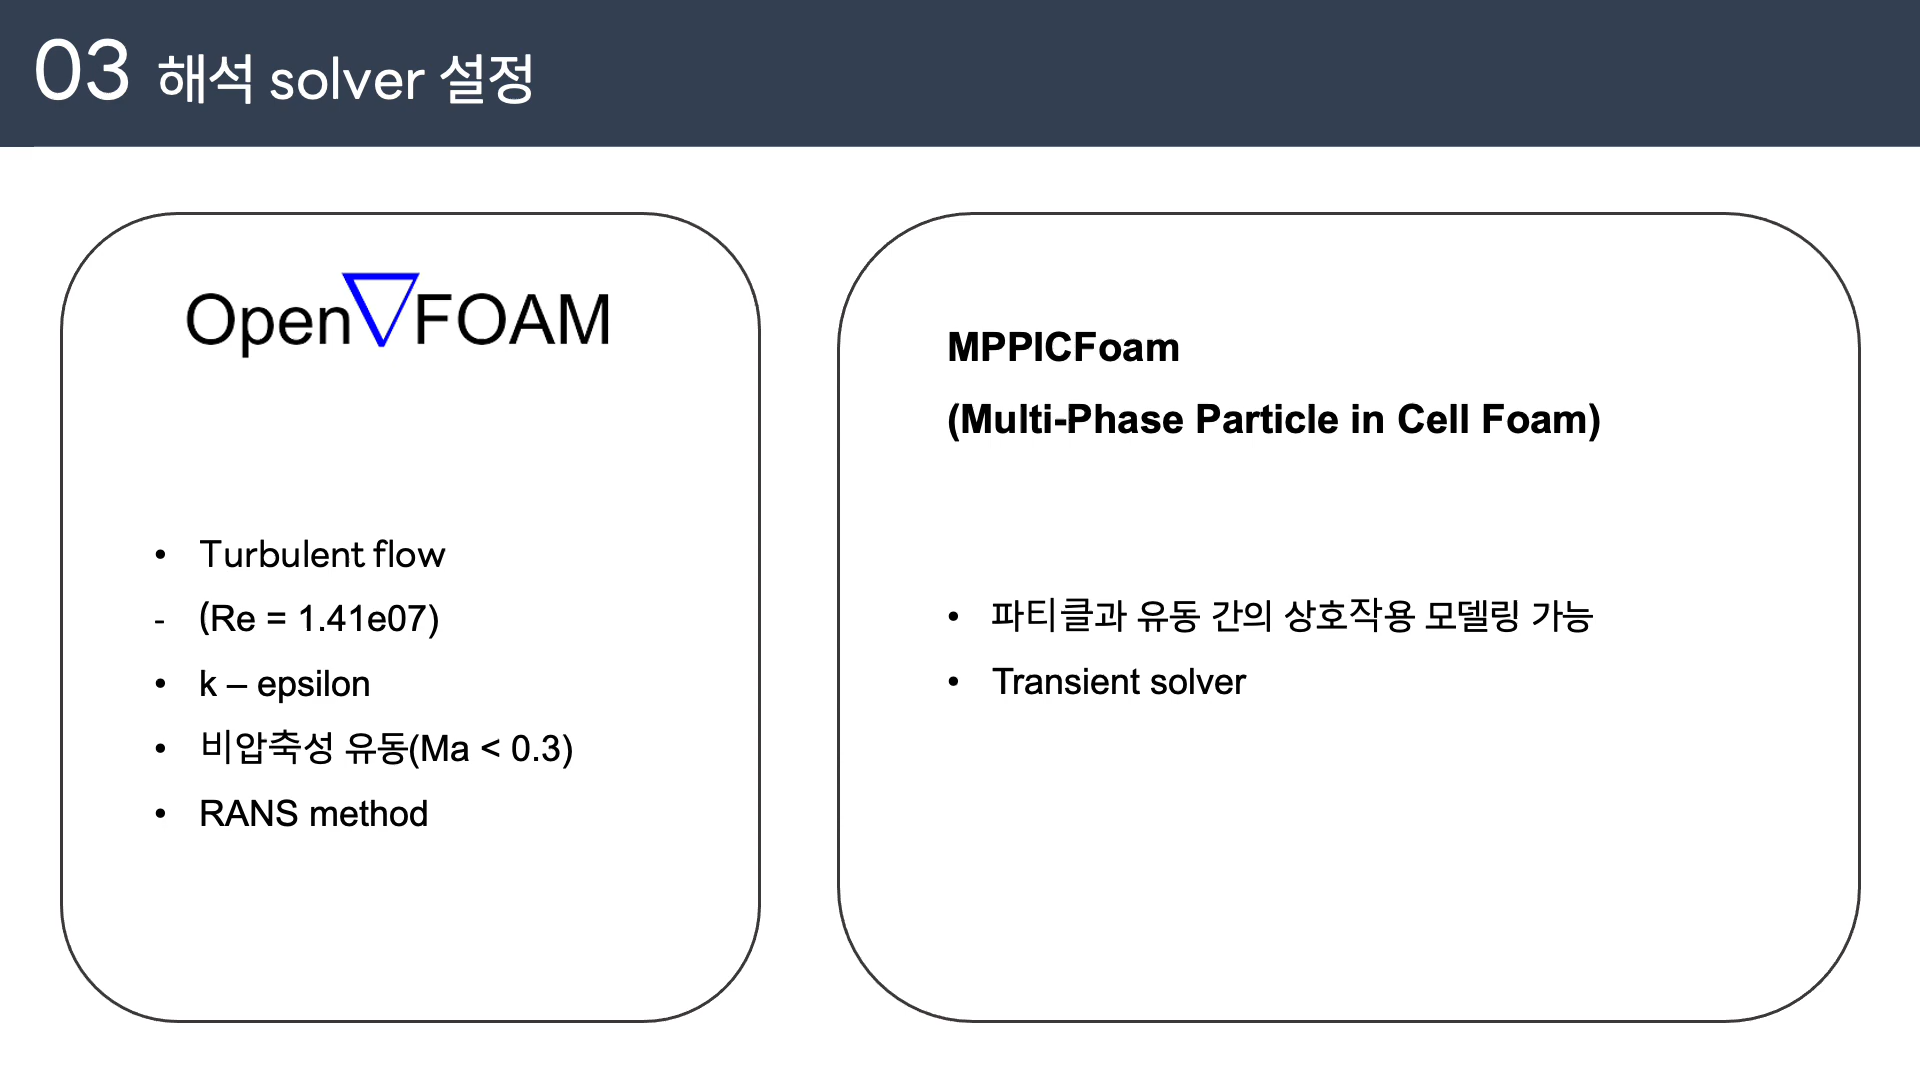 03 해석 solver 설정
Open▽FOAM
• Turbulent flow
- (Re = 1.41e07)
• k – epsilon
• 비압축성 유동(Ma < 0.3)
• RANS method
MPPICFoam
(Multi-Phase Particle in Cell Foam)
• 파티클과 유동 간의 상호작용 모델링 가능
• Transient solver